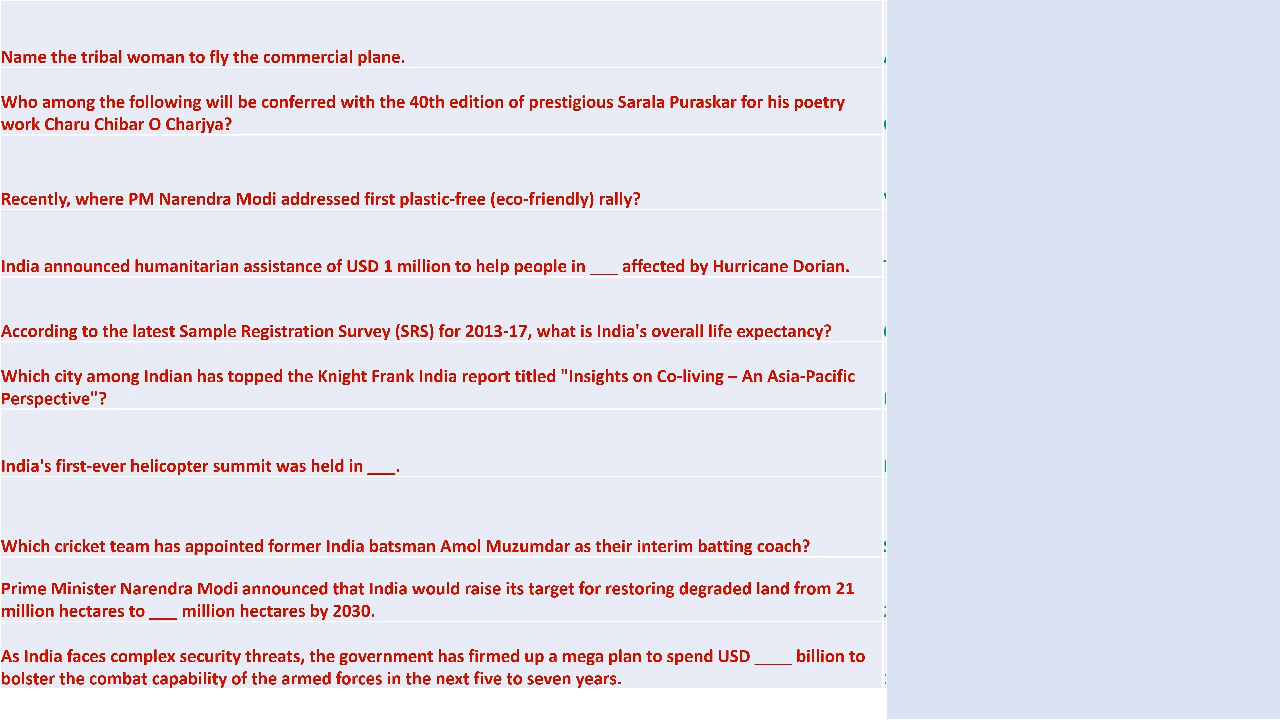 Name the tribal woman to fly the commercial plane.
Who among the following will be conferred with the 40th edition of prestigious Sarala Puraskar for his poetry
work Charu Chibar O Charjya?
Recently, where PM Narendra Modi addressed first plastic-free (eco-friendly) rally?
India announced humanitarian assistance of USD 1 million to help people in ___ affected by Hurricane Dorian.
According to the latest Sample Registration Survey (SRS) for 2013-17, what is India's overall life expectancy?
Which city among Indian has topped the Knight Frank India report titled "Insights on Co-living – An Asia-Pacific
Perspective"?
India's first-ever helicopter summit was held in ___.
Which cricket team has appointed former India batsman Amol Muzumdar as their interim batting coach?
Prime Minister Narendra Modi announced that India would raise its target for restoring degraded land from 21
million hectares to ___ million hectares by 2030.
As India faces complex security threats, the government has firmed up a mega plan to spend USD ____ billion to
bolster the combat capability of the armed forces in the next five to seven years.